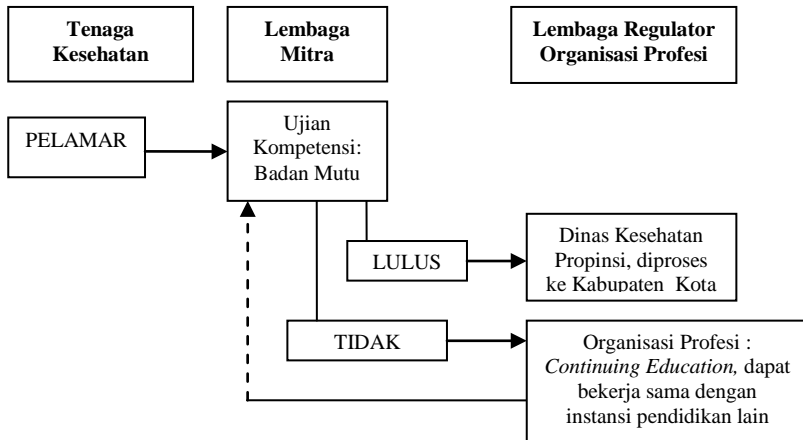 Tenaga
Kesehatan
Lembaga
Mitra
Lembaga Regulator
Organisasi Profesi
PELAMAR
Ujian
Kompetensi:
Badan Mutu
LULUS
Dinas Kesehatan
Propinsi, diproses
ke Kabupaten Kota
TIDAK
Organisasi Profesi :
Continuing Education, dapat
bekerja sama dengan
instansi pendidikan lain